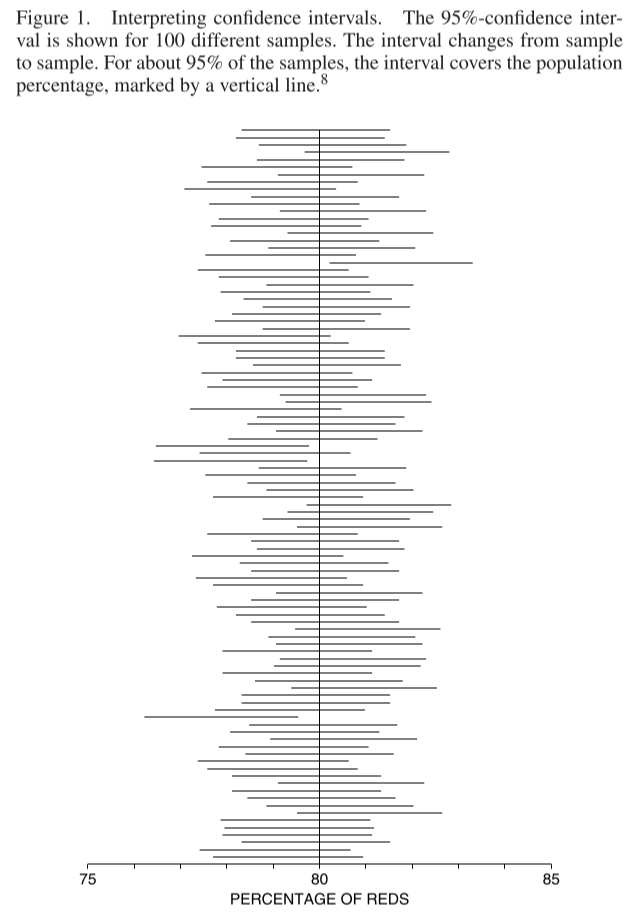 Figure 1. Interpreting confidence intervals. The 95%-confidence inter-
val is shown for 100 different samples. The interval changes from sample
to sample. For about 95% of the samples, the interval covers the population
percentage, marked by a vertical line.8
75 80 85
PERCENTAGE OF REDS